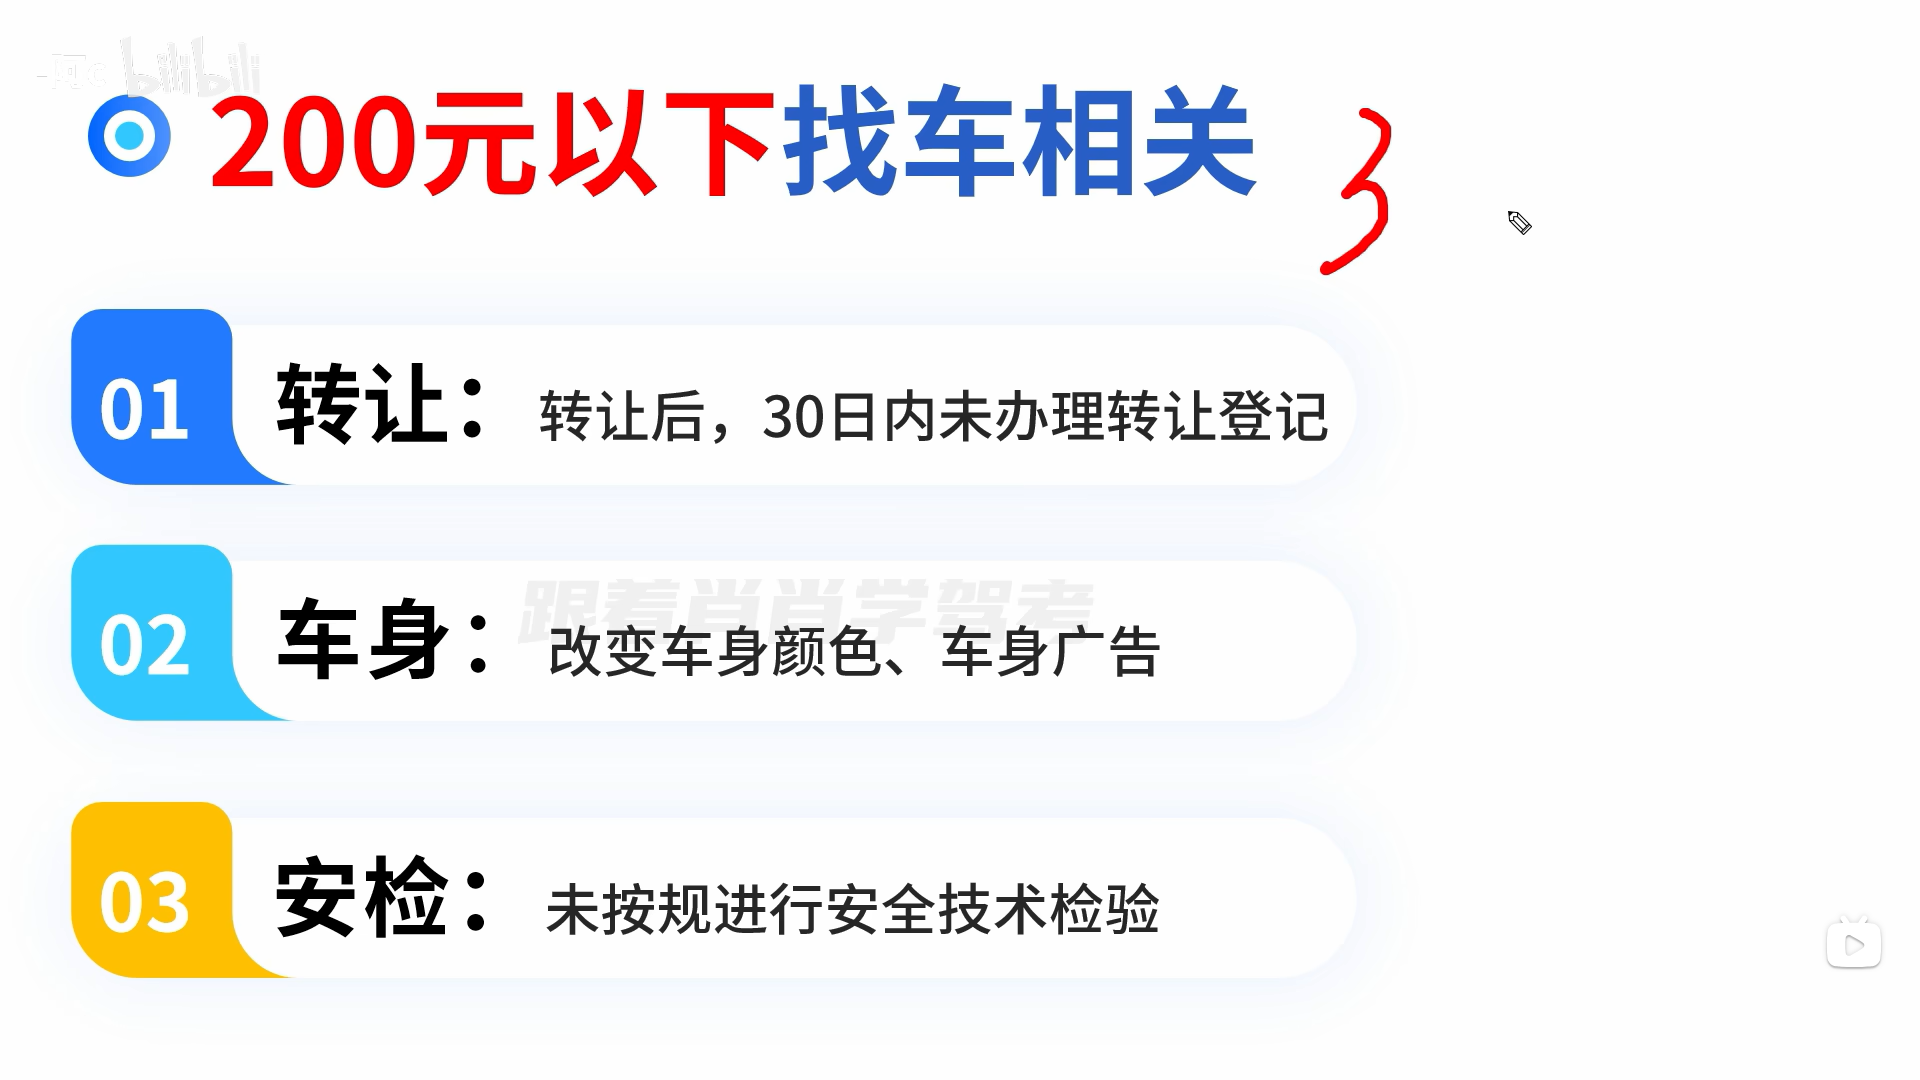 -阿c bilibili
200元以下找车相关 3
01 转让：转让后，30日内未办理转让登记
跟着肖肖学驾考
02 车身：改变车身颜色、车身广告
03 安检：未按规进行安全技术检验